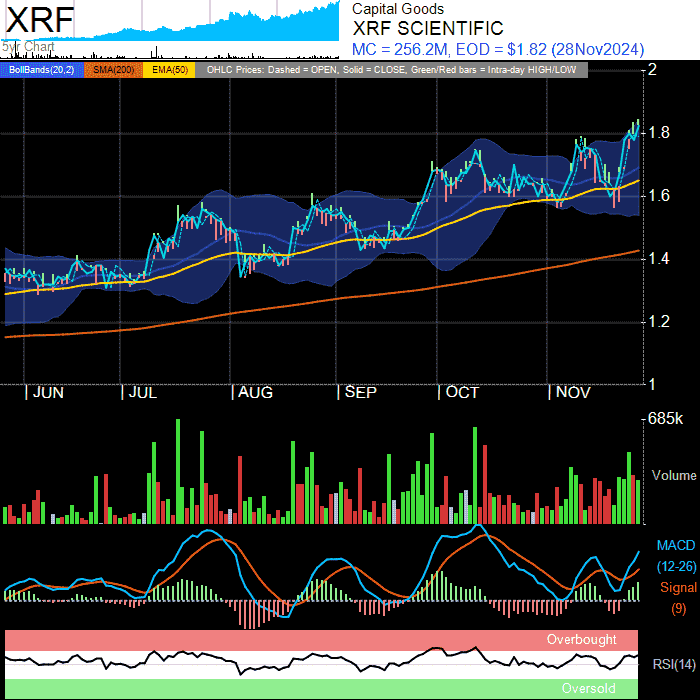 XRF
5yr Chart
Capital Goods
XRF SCIENTIFIC
MC = 256.2M, EOD = $1.82 (28Nov2024)
BollBands(20,2) SMA(200) EMA(50) OHLC Prices: Dashed = OPEN, Solid = CLOSE, Green/Red bars = Intra-day HIGH/LOW
2
1.8
1.6
1.4
1.2
1
JUN JUL AUG SEP OCT NOV
685k
Volume
MACD
(12-26)
Signal
(9)
Overbought
RSI(14)
Oversold